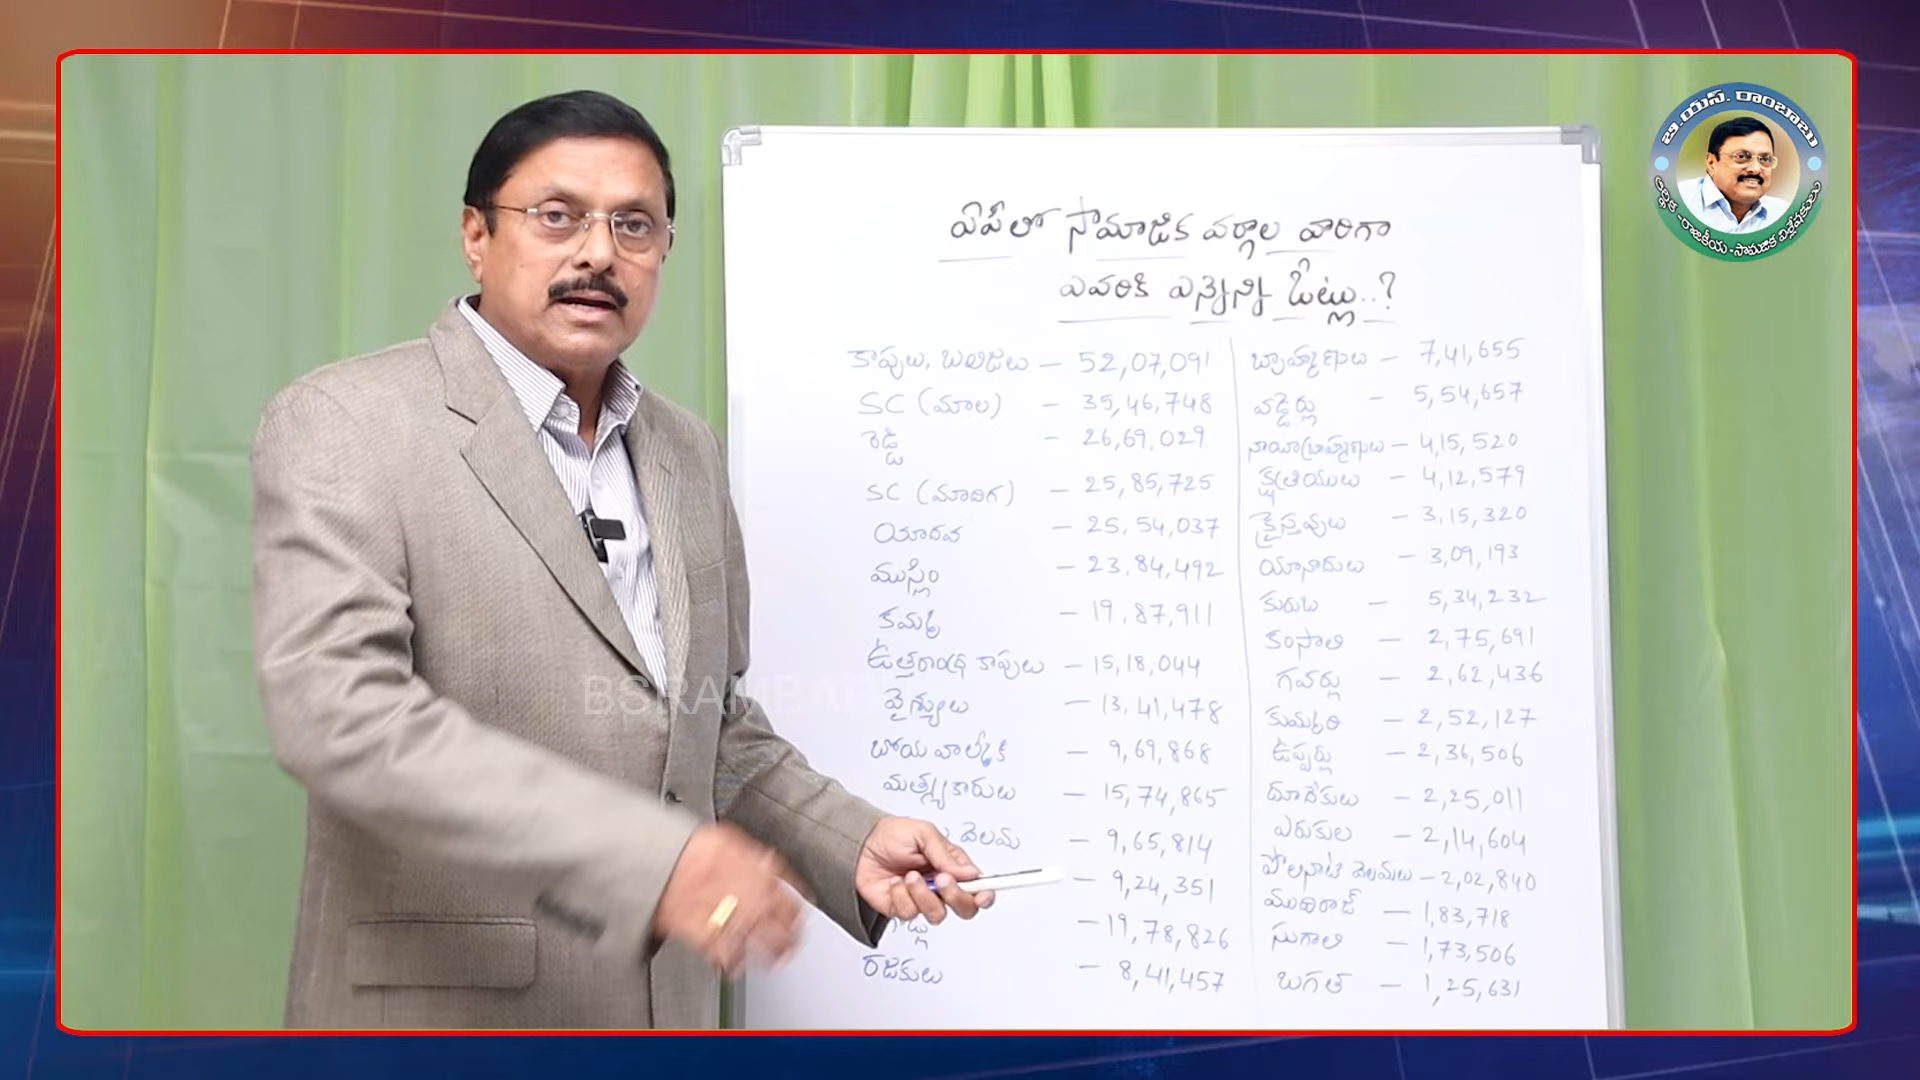 ఏపీలో సామాజిక వర్గాల వారిగా
ఎవరికి ఎన్నెన్ని ఓట్లు..?
కాపులు, బలిజలు – 52,07,091
SC (మాల) – 35,46,748
రెడ్డి – 26,69,029
SC (మాదిగ) – 25,85,725
యాదవ – 25,54,037
ముస్లిం – 23,84,492
కమ్మ – 19,87,911
ఉత్తరాంధ్ర కాపులు – 15,18,044
వైశ్యులు – 13,41,478
బోయ వాల్మీకి – 9,69,868
మత్స్యకారులు – 15,74,865
వెలమ – 9,65,814
– 9,24,351
– 19,78,826
రజకులు – 8,41,457
బ్రాహ్మణులు – 7,41,655
వడ్డెర్లు – 5,54,657
నాయీబ్రాహ్మణులు – 4,15,520
క్షత్రియులు – 4,12,579
క్రైస్తవులు – 3,15,320
యానాదులు – 3,09,193
కురుబ – 5,34,232
కంసాలి – 2,75,691
గవర్లు – 2,62,436
కుమ్మరి – 2,52,127
ఉప్పర్లు – 2,36,506
దూదేకులు – 2,25,011
ఎరుకుల – 2,14,604
పోలనాటి వెలమలు – 2,02,840
ముదిరాజ్ – 1,83,718
సుగాలి – 1,73,506
బగత – 1,25,631
బి.యస్. రాంబాబు
ఆర్థిక - రాజకీయ - సామాజిక విశ్లేషకులు